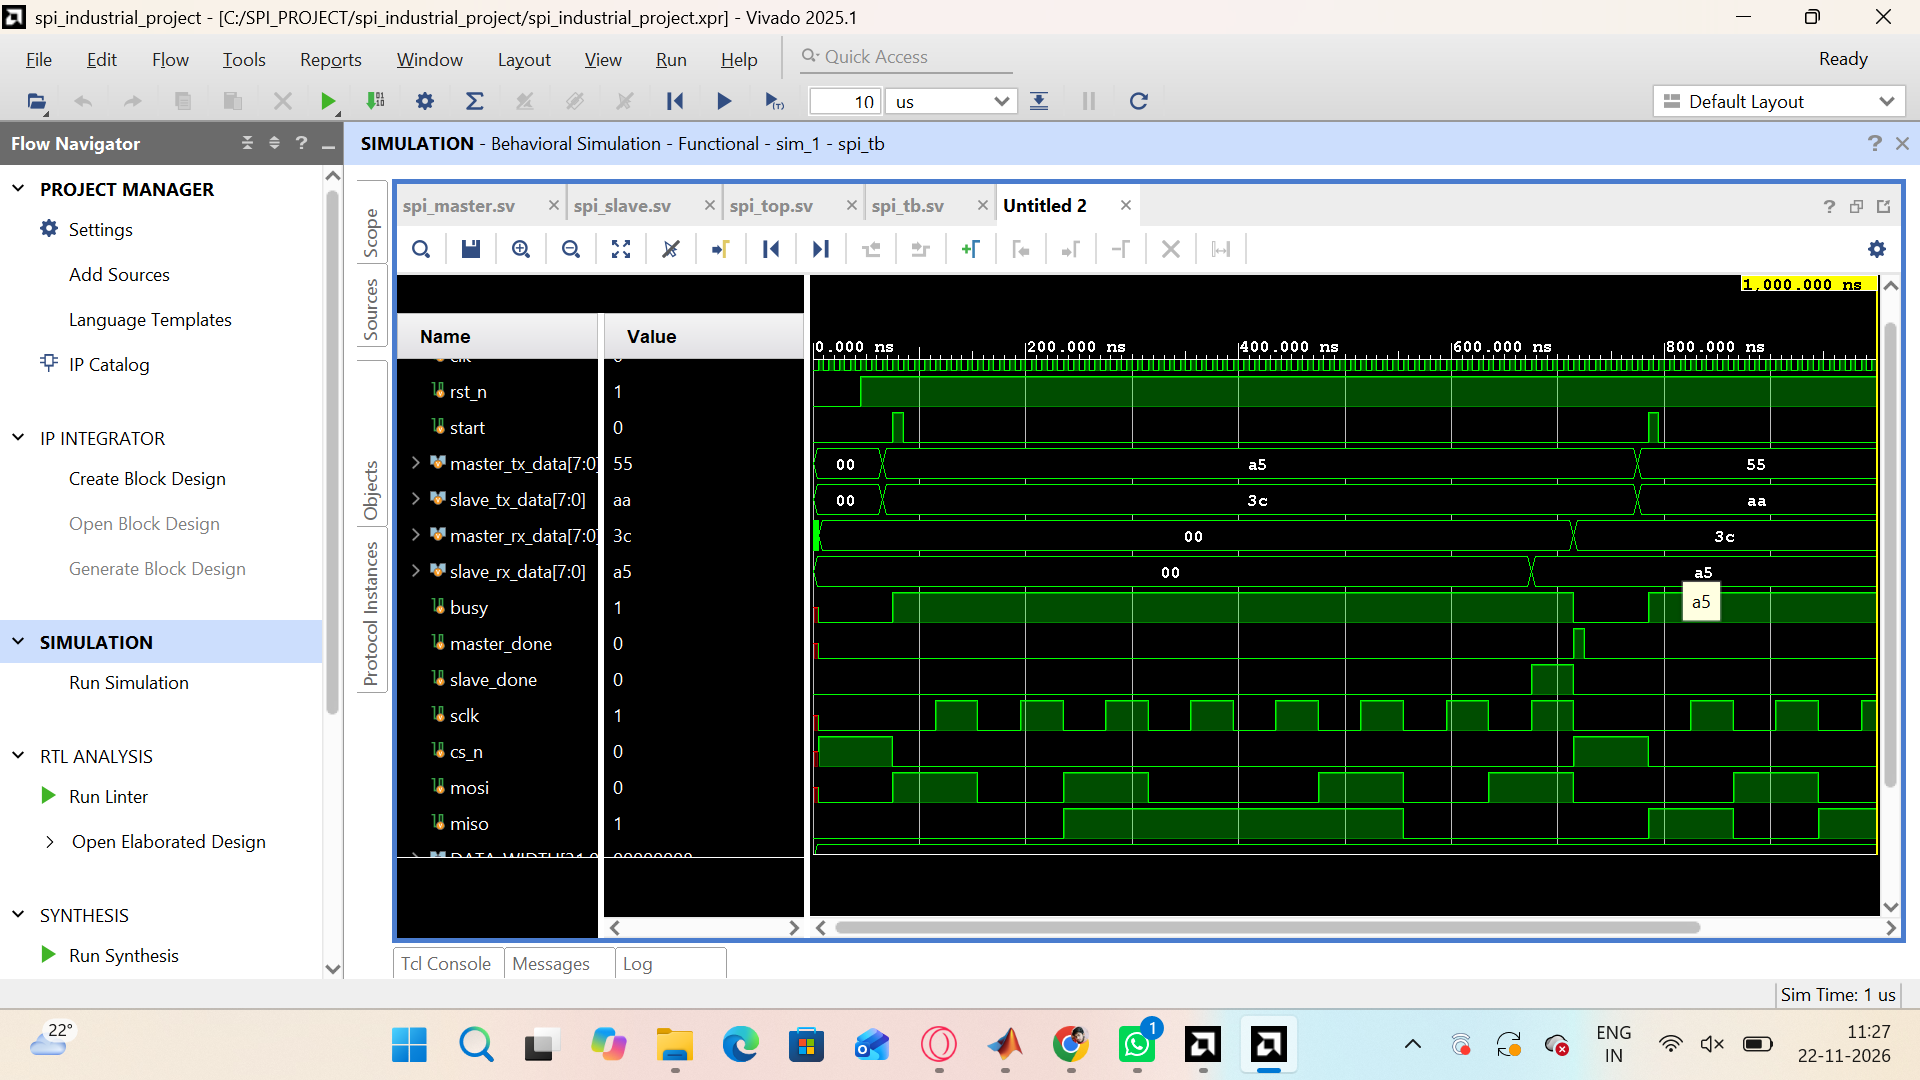 spi_industrial_project - [C:/SPI_PROJECT/spi_industrial_project/spi_industrial_project.xpr] - Vivado 2025.1
File Edit Flow Tools Reports Window Layout View Run Help
Quick Access
Ready
10 us
Default Layout
Flow Navigator
SIMULATION - Behavioral Simulation - Functional - sim_1 - spi_tb
PROJECT MANAGER
Settings
Add Sources
Language Templates
IP Catalog
IP INTEGRATOR
Create Block Design
Open Block Design
Generate Block Design
SIMULATION
Run Simulation
RTL ANALYSIS
Run Linter
Open Elaborated Design
SYNTHESIS
Run Synthesis
Scope
Sources
Objects
Protocol Instances
spi_master.sv spi_slave.sv spi_top.sv spi_tb.sv Untitled 2
1,000.000 ns
Name Value
0.000 ns 200.000 ns 400.000 ns 600.000 ns 800.000 ns
rst_n 1
start 0
master_tx_data[7:0] 55 00 a5 55
slave_tx_data[7:0] aa 00 3c aa
master_rx_data[7:0] 3c 00 3c
slave_rx_data[7:0] a5 00 a5
a5
busy 1
master_done 0
slave_done 0
sclk 1
cs_n 0
mosi 0
miso 1
Tcl Console Messages Log
Sim Time: 1 us
22°
1
ENG
IN
11:27
22-11-2026